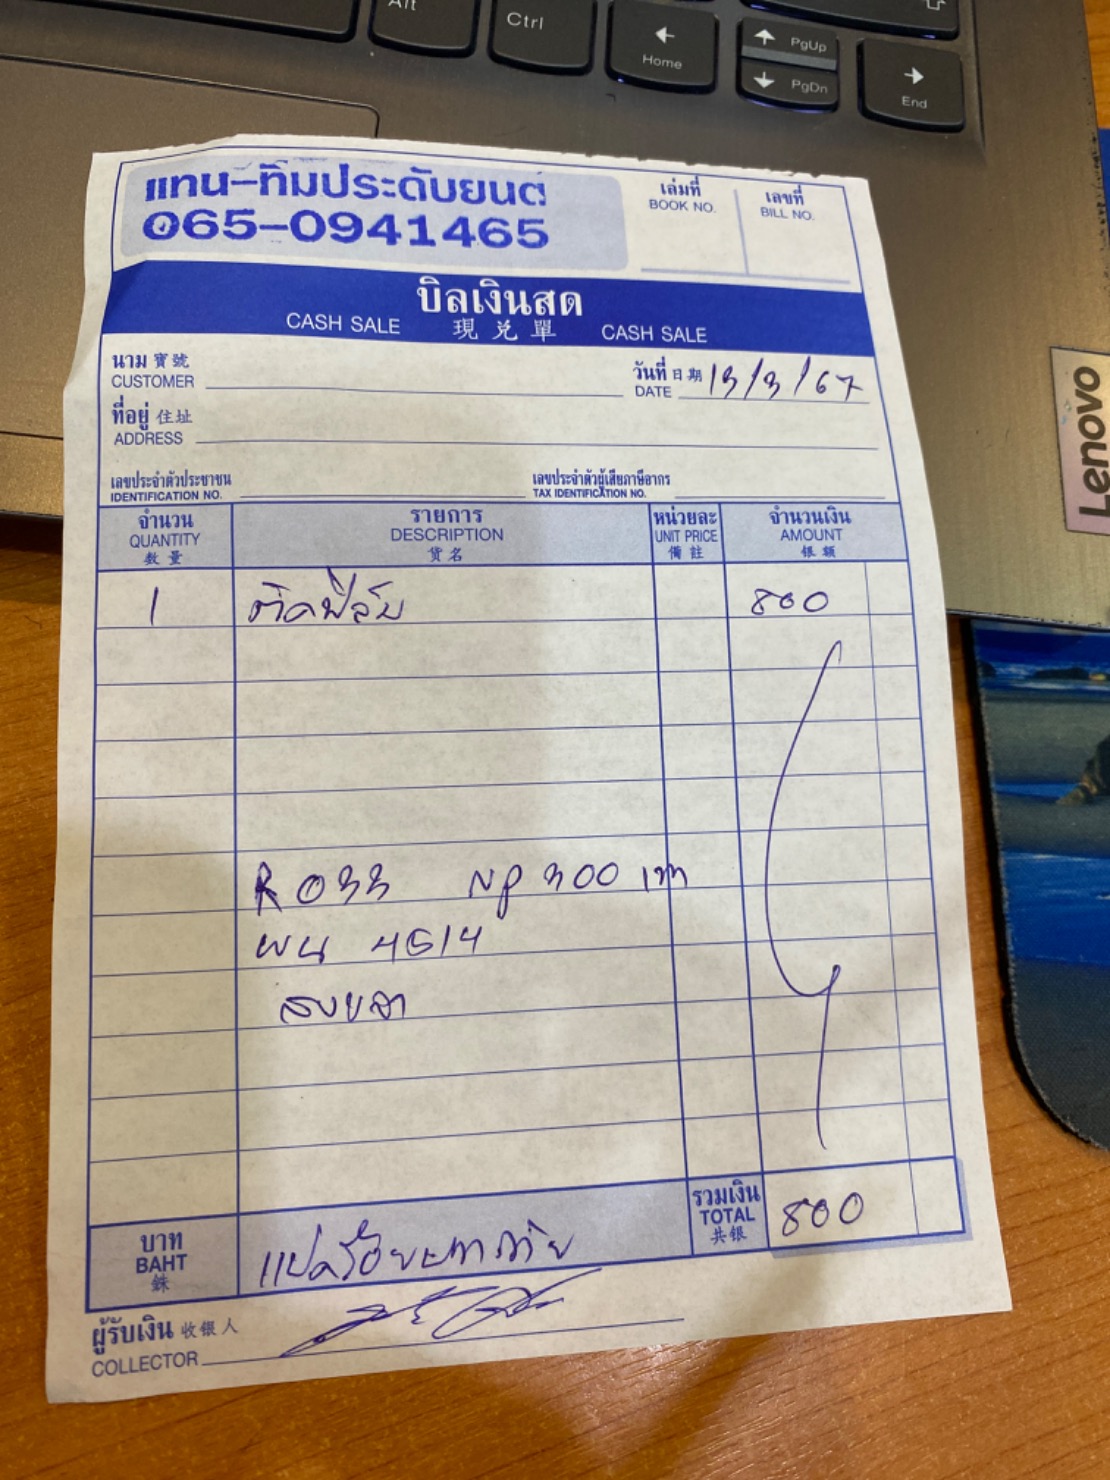 Alt
Ctrl
Home
PgUp
PgDn
End
Lenovo
แทน-ทิมประดับยนต์
065-0941465
เล่มที่
BOOK NO.
เลขที่
BILL NO.
บิลเงินสด
CASH SALE 現兑單 CASH SALE
นาม 寶號
CUSTOMER
วันที่ 日期 13/3/67
DATE
ที่อยู่ 住址
ADDRESS
เลขประจำตัวประชาชน
IDENTIFICATION NO.
เลขประจำตัวผู้เสียภาษีอากร
TAX IDENTIFICATION NO.
จำนวน รายการ หน่วยละ จำนวนเงิน
QUANTITY DESCRIPTION UNIT PRICE AMOUNT
數量 貨名 備註 银額
1 ติดฟิล์ม 800
R033 NP 300 เทา
ผน 4614
สงขลา
บาท
BAHT
銖
แปดร้อยบาทถ้วย
รวมเงิน
TOTAL
共银
800
ผู้รับเงิน 收银人
COLLECTOR